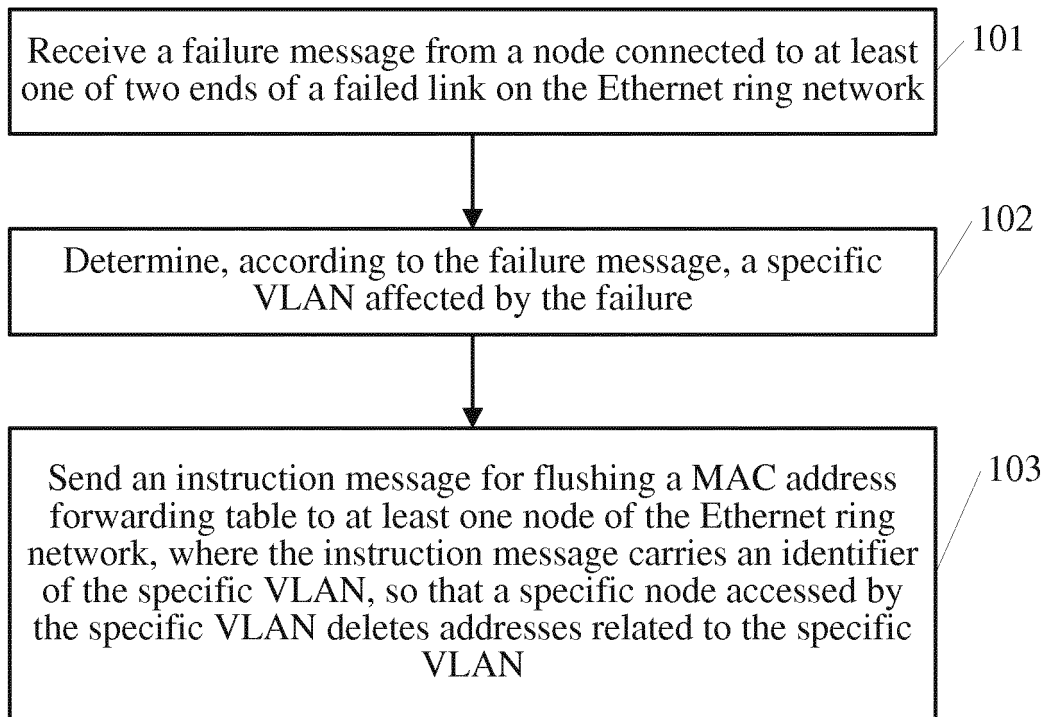 Receive a failure message from a node connected to at least
one of two ends of a failed link on the Ethernet ring network
101
Determine, according to the failure message, a specific
VLAN affected by the failure
102
Send an instruction message for flushing a MAC address
forwarding table to at least one node of the Ethernet ring
network, where the instruction message carries an identifier
of the specific VLAN, so that a specific node accessed by
the specific VLAN deletes addresses related to the specific
VLAN
103